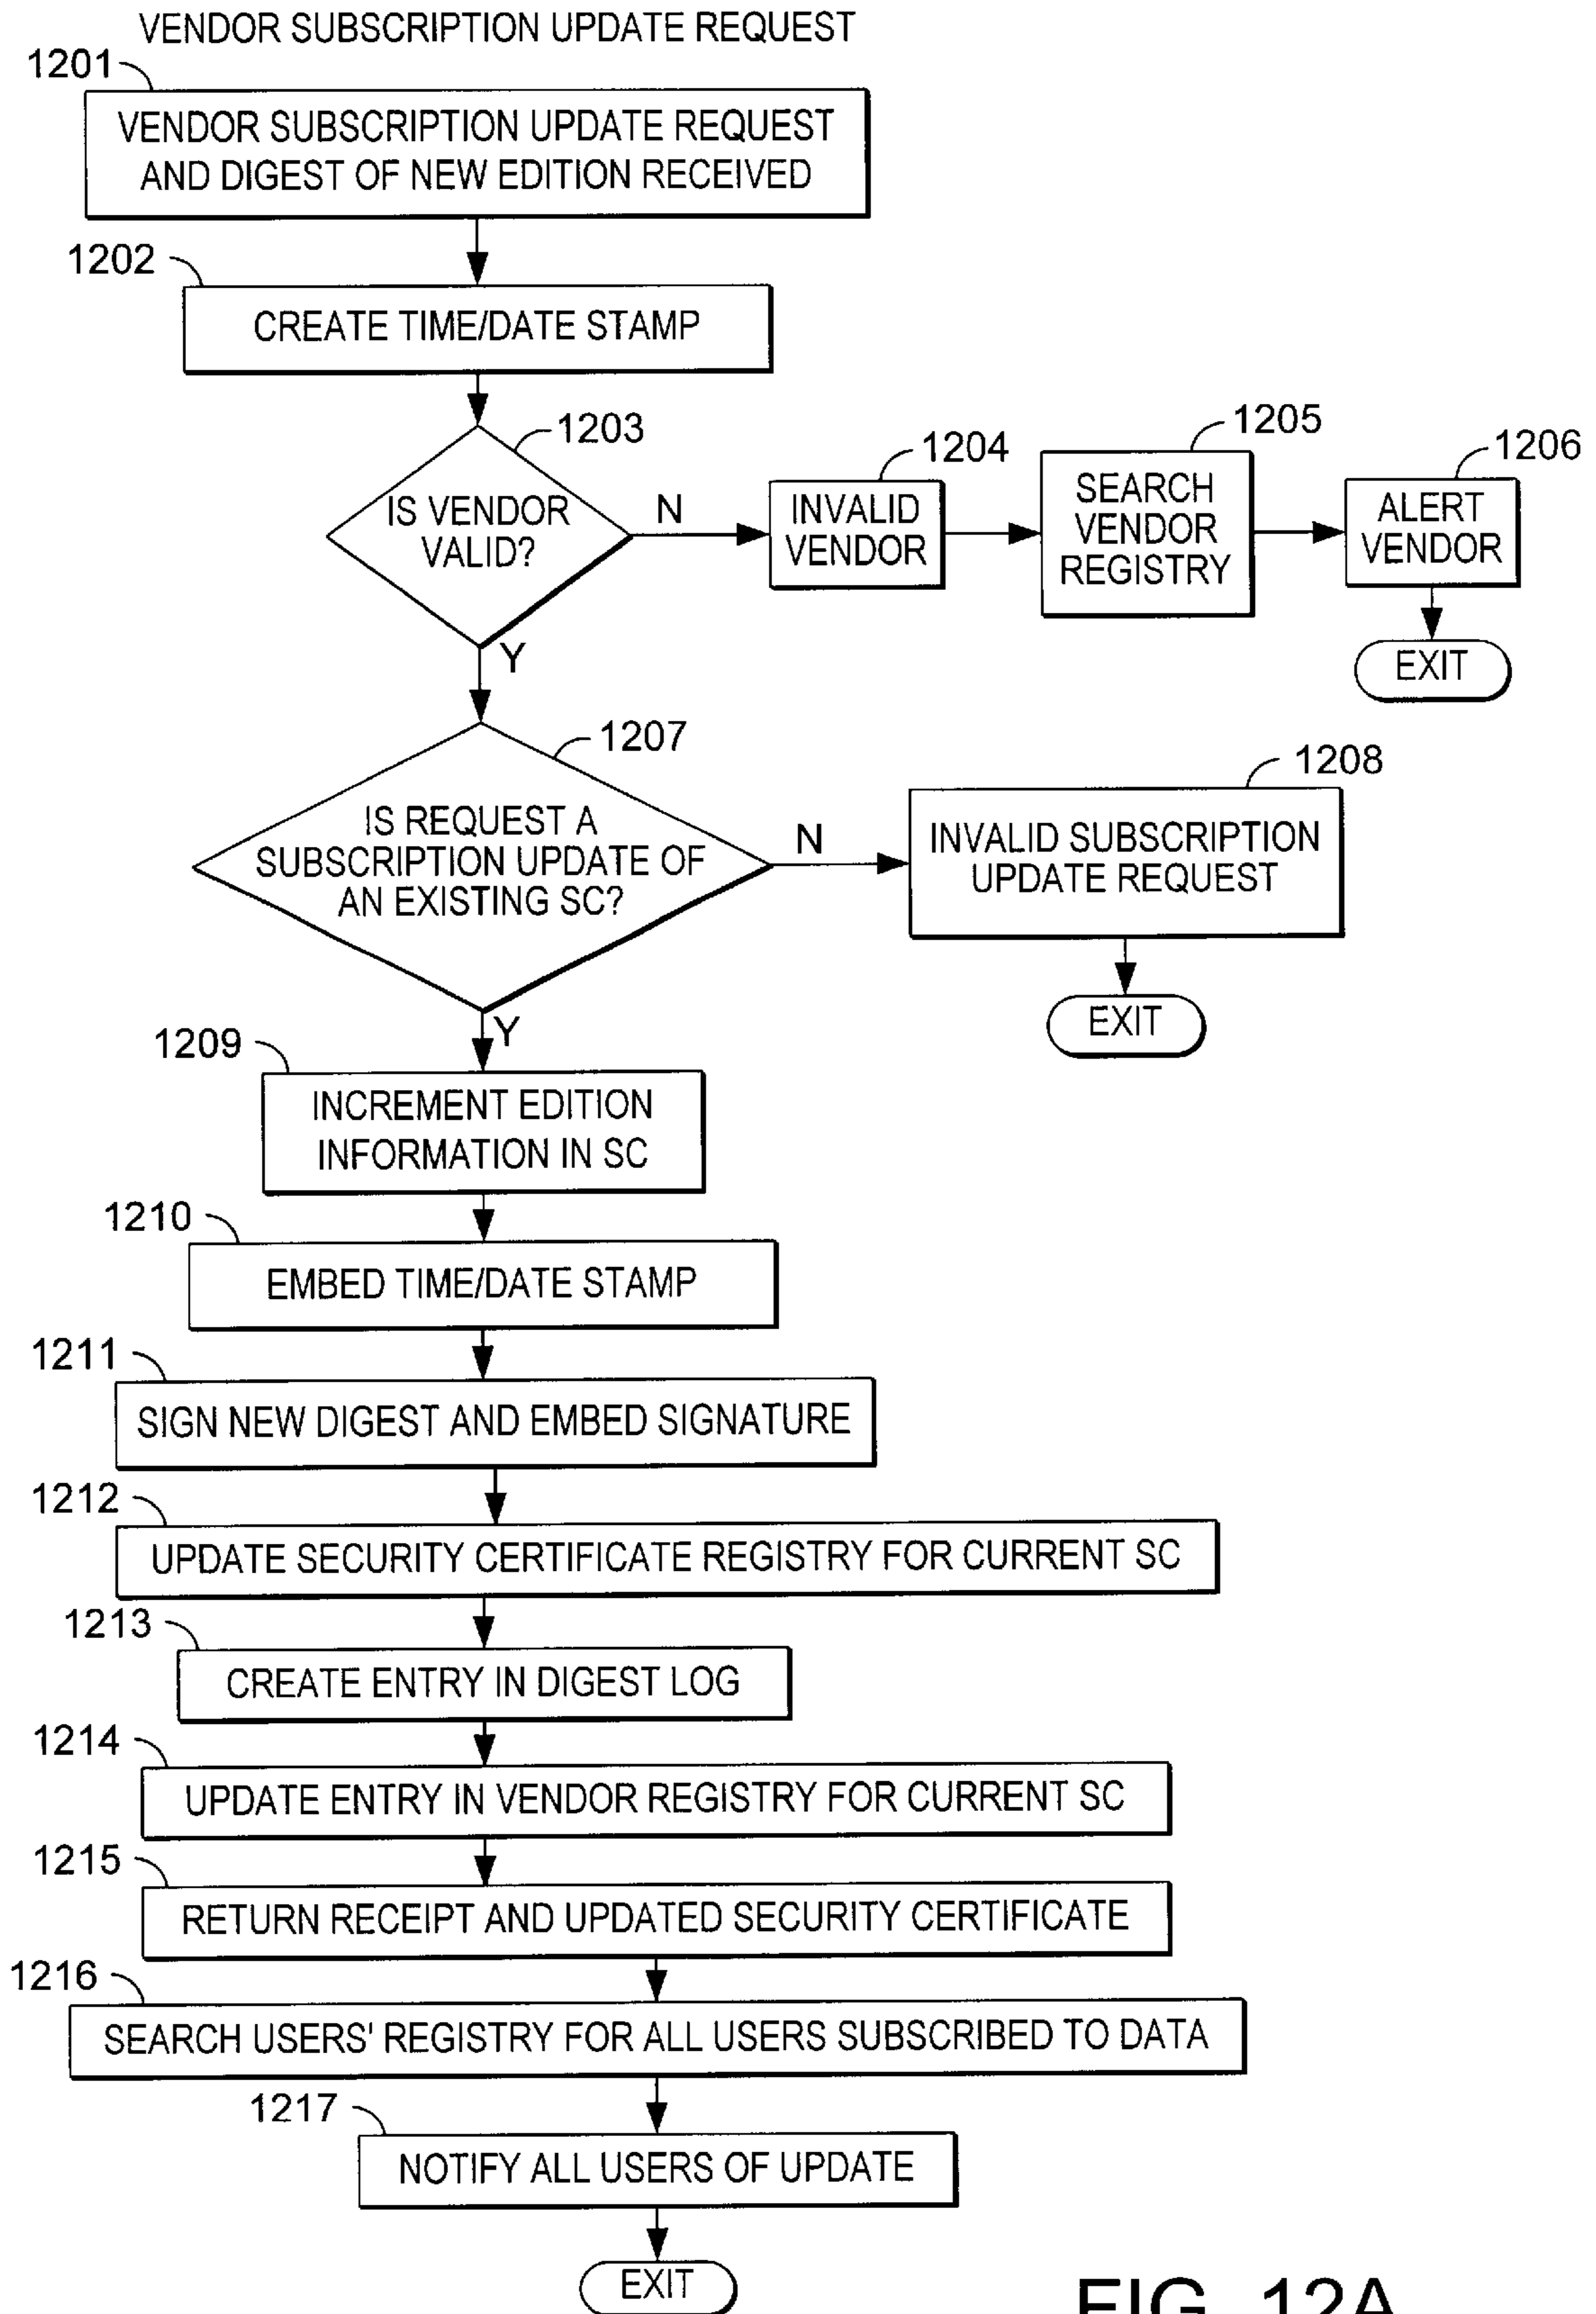 VENDOR SUBSCRIPTION UPDATE REQUEST
1201
VENDOR SUBSCRIPTION UPDATE REQUEST
AND DIGEST OF NEW EDITION RECEIVED
1202
CREATE TIME/DATE STAMP
1203
IS VENDOR
VALID?
N
Y
1204
INVALID
VENDOR
1205
SEARCH
VENDOR
REGISTRY
1206
ALERT
VENDOR
EXIT
1207
IS REQUEST A
SUBSCRIPTION UPDATE OF
AN EXISTING SC?
N
Y
1208
INVALID SUBSCRIPTION
UPDATE REQUEST
EXIT
1209
INCREMENT EDITION
INFORMATION IN SC
1210
EMBED TIME/DATE STAMP
1211
SIGN NEW DIGEST AND EMBED SIGNATURE
1212
UPDATE SECURITY CERTIFICATE REGISTRY FOR CURRENT SC
1213
CREATE ENTRY IN DIGEST LOG
1214
UPDATE ENTRY IN VENDOR REGISTRY FOR CURRENT SC
1215
RETURN RECEIPT AND UPDATED SECURITY CERTIFICATE
1216
SEARCH USERS' REGISTRY FOR ALL USERS SUBSCRIBED TO DATA
1217
NOTIFY ALL USERS OF UPDATE
EXIT
FIG. 12A